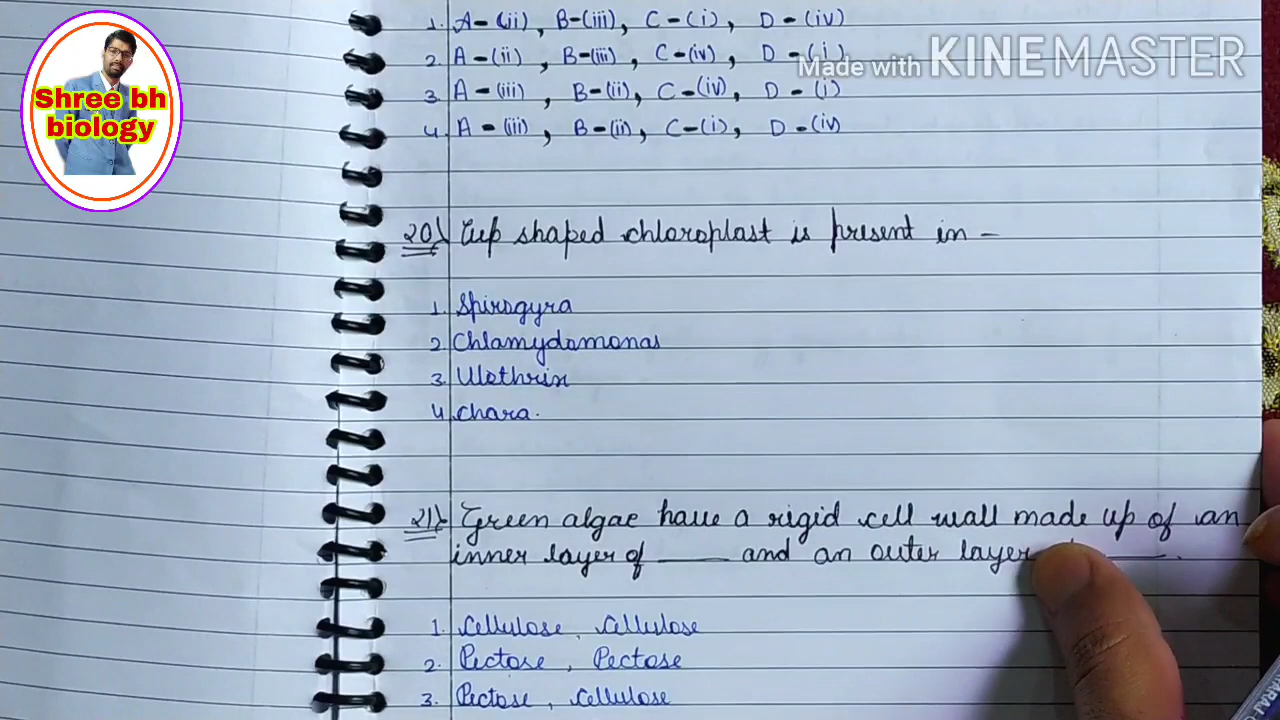 1. A-(ii), B-(iii), C-(i), D-(iv)
2. A-(ii), B-(iii), C-(iv), D-(i)
3. A-(iii), B-(ii), C-(iv), D-(i)
4. A-(iii), B-(ii), C-(i), D-(iv)
Made with KINEMASTER
Shree bh
biology
20) Cup shaped chloroplast is present in -
1. Spirogyra
2. Chlamydomonas
3. Ulothrix
4. Chara.
21) Green algae have a rigid cell wall made up of an
inner layer of ____ and an outer layer ____.
1. Cellulose, Cellulose
2. Pectose, Pectose
3. Pectose, Cellulose